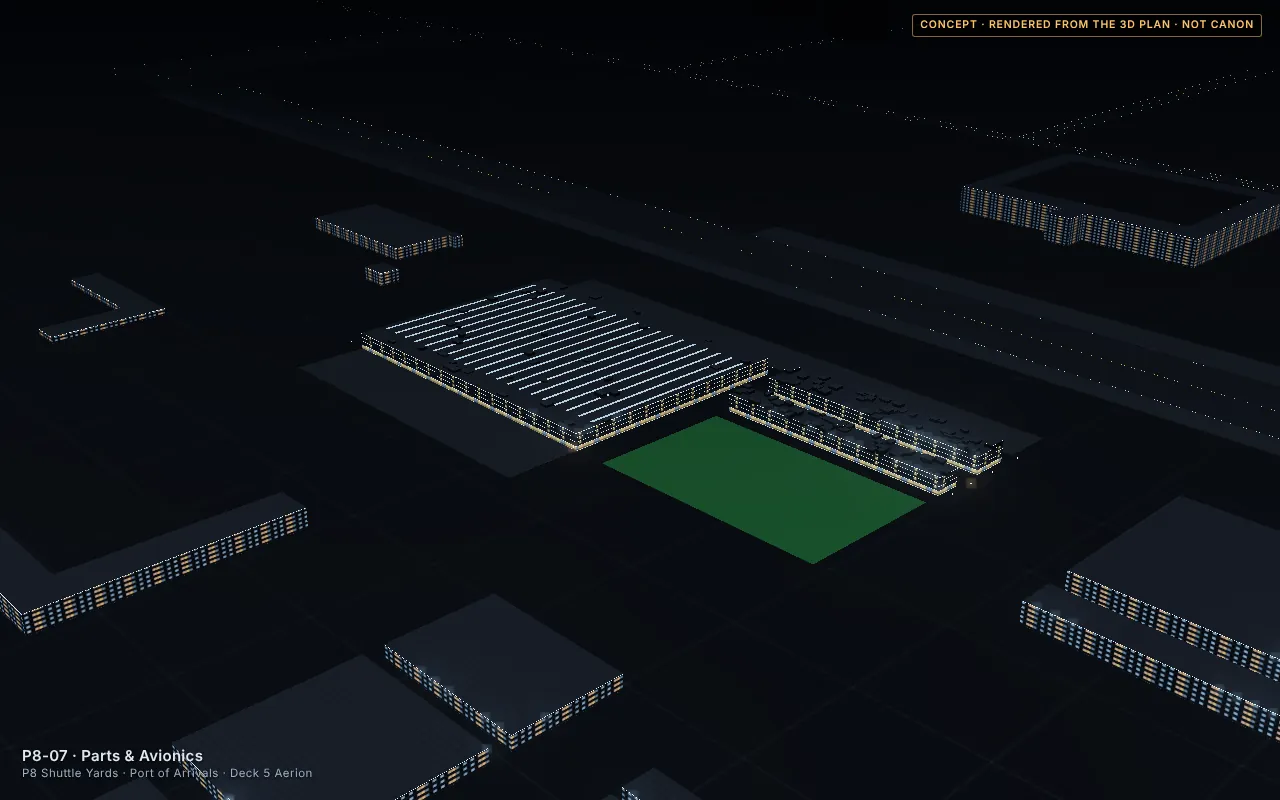 CONCEPT · RENDERED FROM THE 3D PLAN · NOT CANON
P8-07 · Parts & Avionics
P8 Shuttle Yards · Port of Arrivals · Deck 5 Aerion